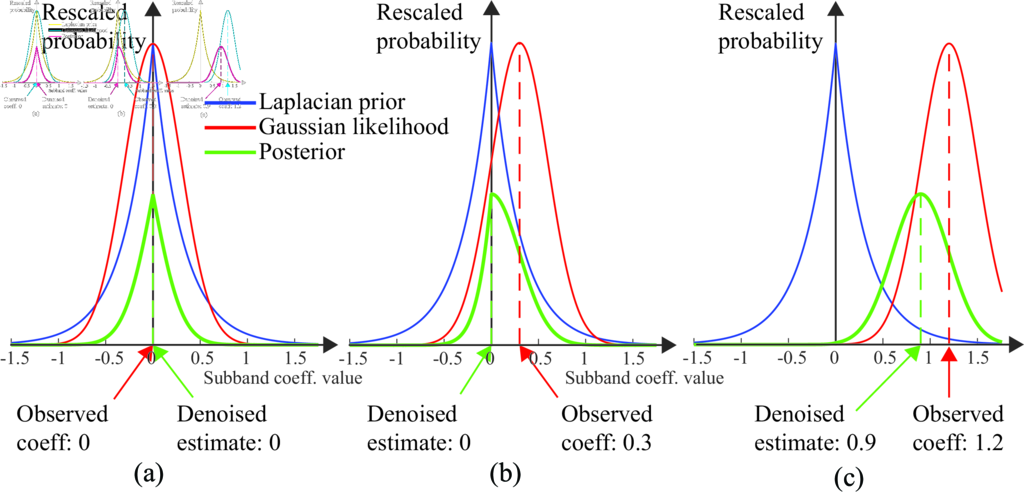 Rescaled
probability
Laplacian prior
Gaussian likelihood
Posterior
-1.5 -1 -0.5 0 0.5 1 1.5
Subband coeff. value
Observed
coeff: 0
Denoised
estimate: 0
(a)
Rescaled
probability
-1.5 -1 -0.5 0 0.5 1 1.5
Subband coeff. value
Denoised
estimate: 0
Observed
coeff: 0.3
(b)
Rescaled
probability
-1.5 -1 -0.5 0 0.5 1 1.5
Denoised
estimate: 0.9
Observed
coeff: 1.2
(c)